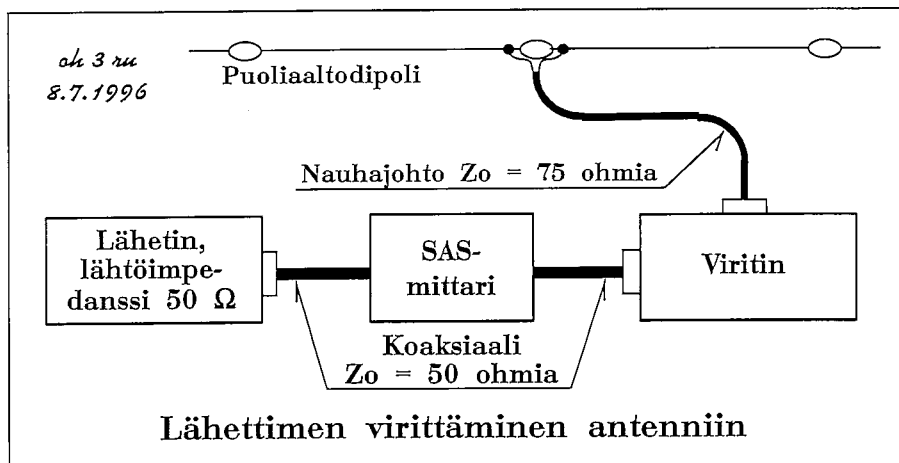 oh 3 ru
8.7.1996
Puoliaaltodipoli
Nauhajohto Zo = 75 ohmia
Lähetin,
lähtöimpe-
danssi 50 Ω
SAS-
mittari
Viritin
Koaksiaali
Zo = 50 ohmia
Lähettimen virittäminen antenniin